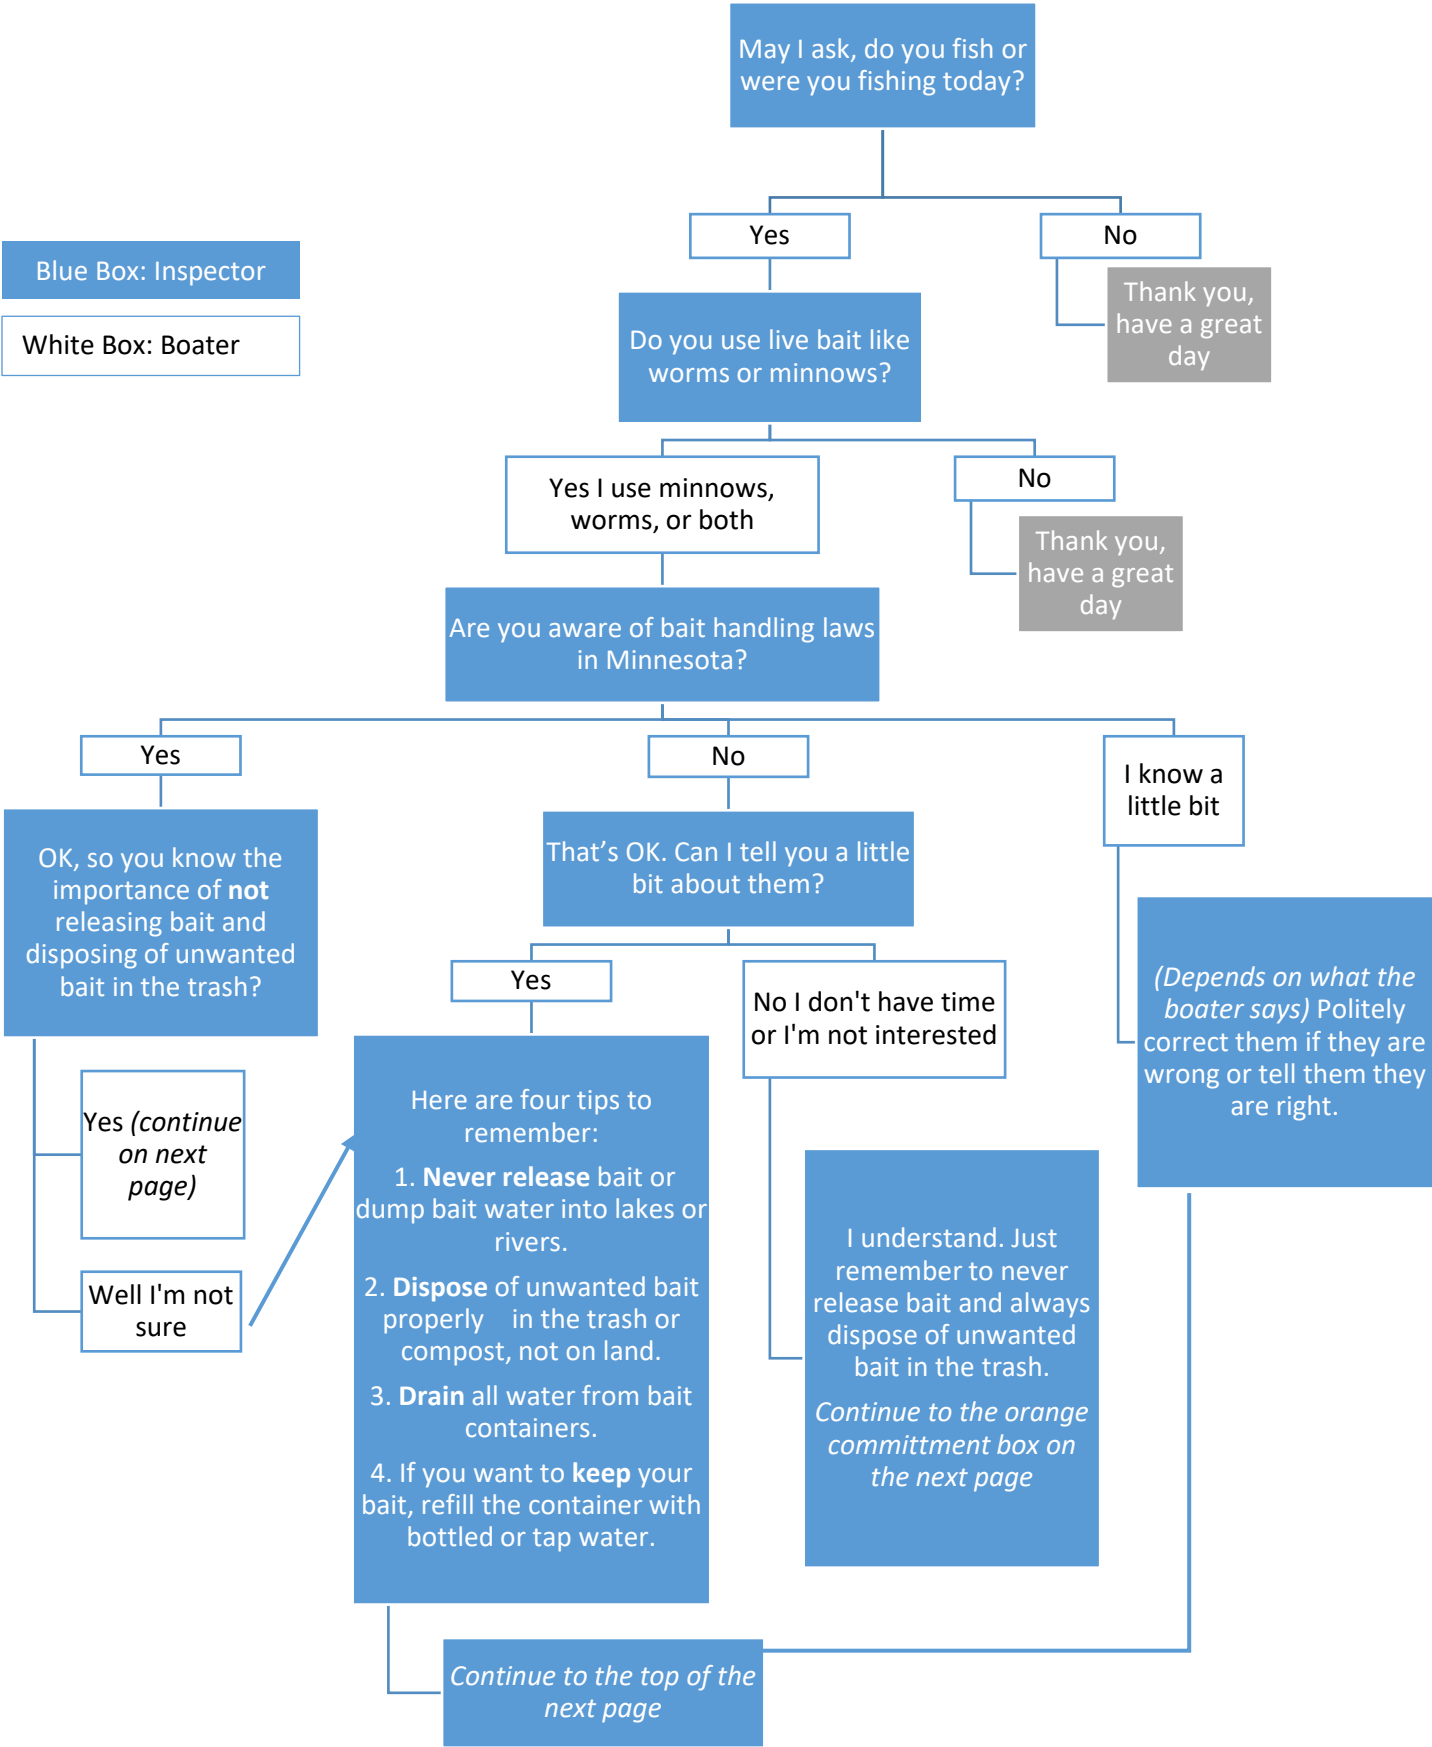 May I ask, do you fish or
were you fishing today?
Yes
No
Blue Box: Inspector
Thank you,
have a great
day
White Box: Boater
Do you use live bait like
worms or minnows?
Yes I use minnows,
worms, or both
No
Thank you,
have a great
day
Are you aware of bait handling laws
in Minnesota?
Yes
No
I know a
little bit
OK, so you know the
importance of not
releasing bait and
disposing of unwanted
bait in the trash?
That’s OK. Can I tell you a little
bit about them?
(Depends on what the
boater says) Politely
correct them if they are
wrong or tell them they
are right.
Yes
No I don't have time
or I'm not interested
Yes (continue
on next
page)
Well I'm not
sure
Here are four tips to
remember:
1. Never release bait or
dump bait water into lakes or
rivers.
2. Dispose of unwanted bait
properly in the trash or
compost, not on land.
3. Drain all water from bait
containers.
4. If you want to keep your
bait, refill the container with
bottled or tap water.
I understand. Just
remember to never
release bait and always
dispose of unwanted
bait in the trash.
Continue to the orange
committment box on
the next page
Continue to the top of the
next page